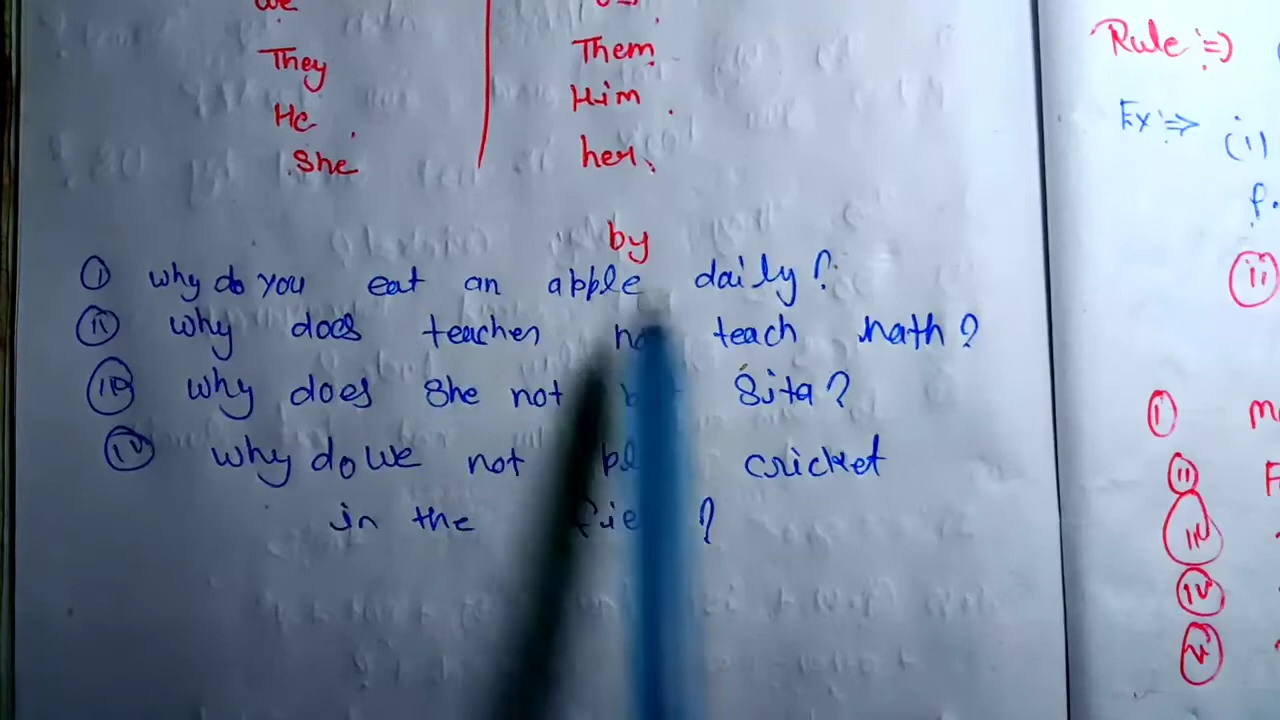 We
They
Them
He
Him
She
her
by
(i) why do you eat an apple daily?
(ii) why does teacher teach math?
(iii) why does she not Sita?
(iv) why do we not cricket
in the ?
Rule :=>
Ex :=> (i)
(ii)
(i)
(ii)
(iii)
(iv)